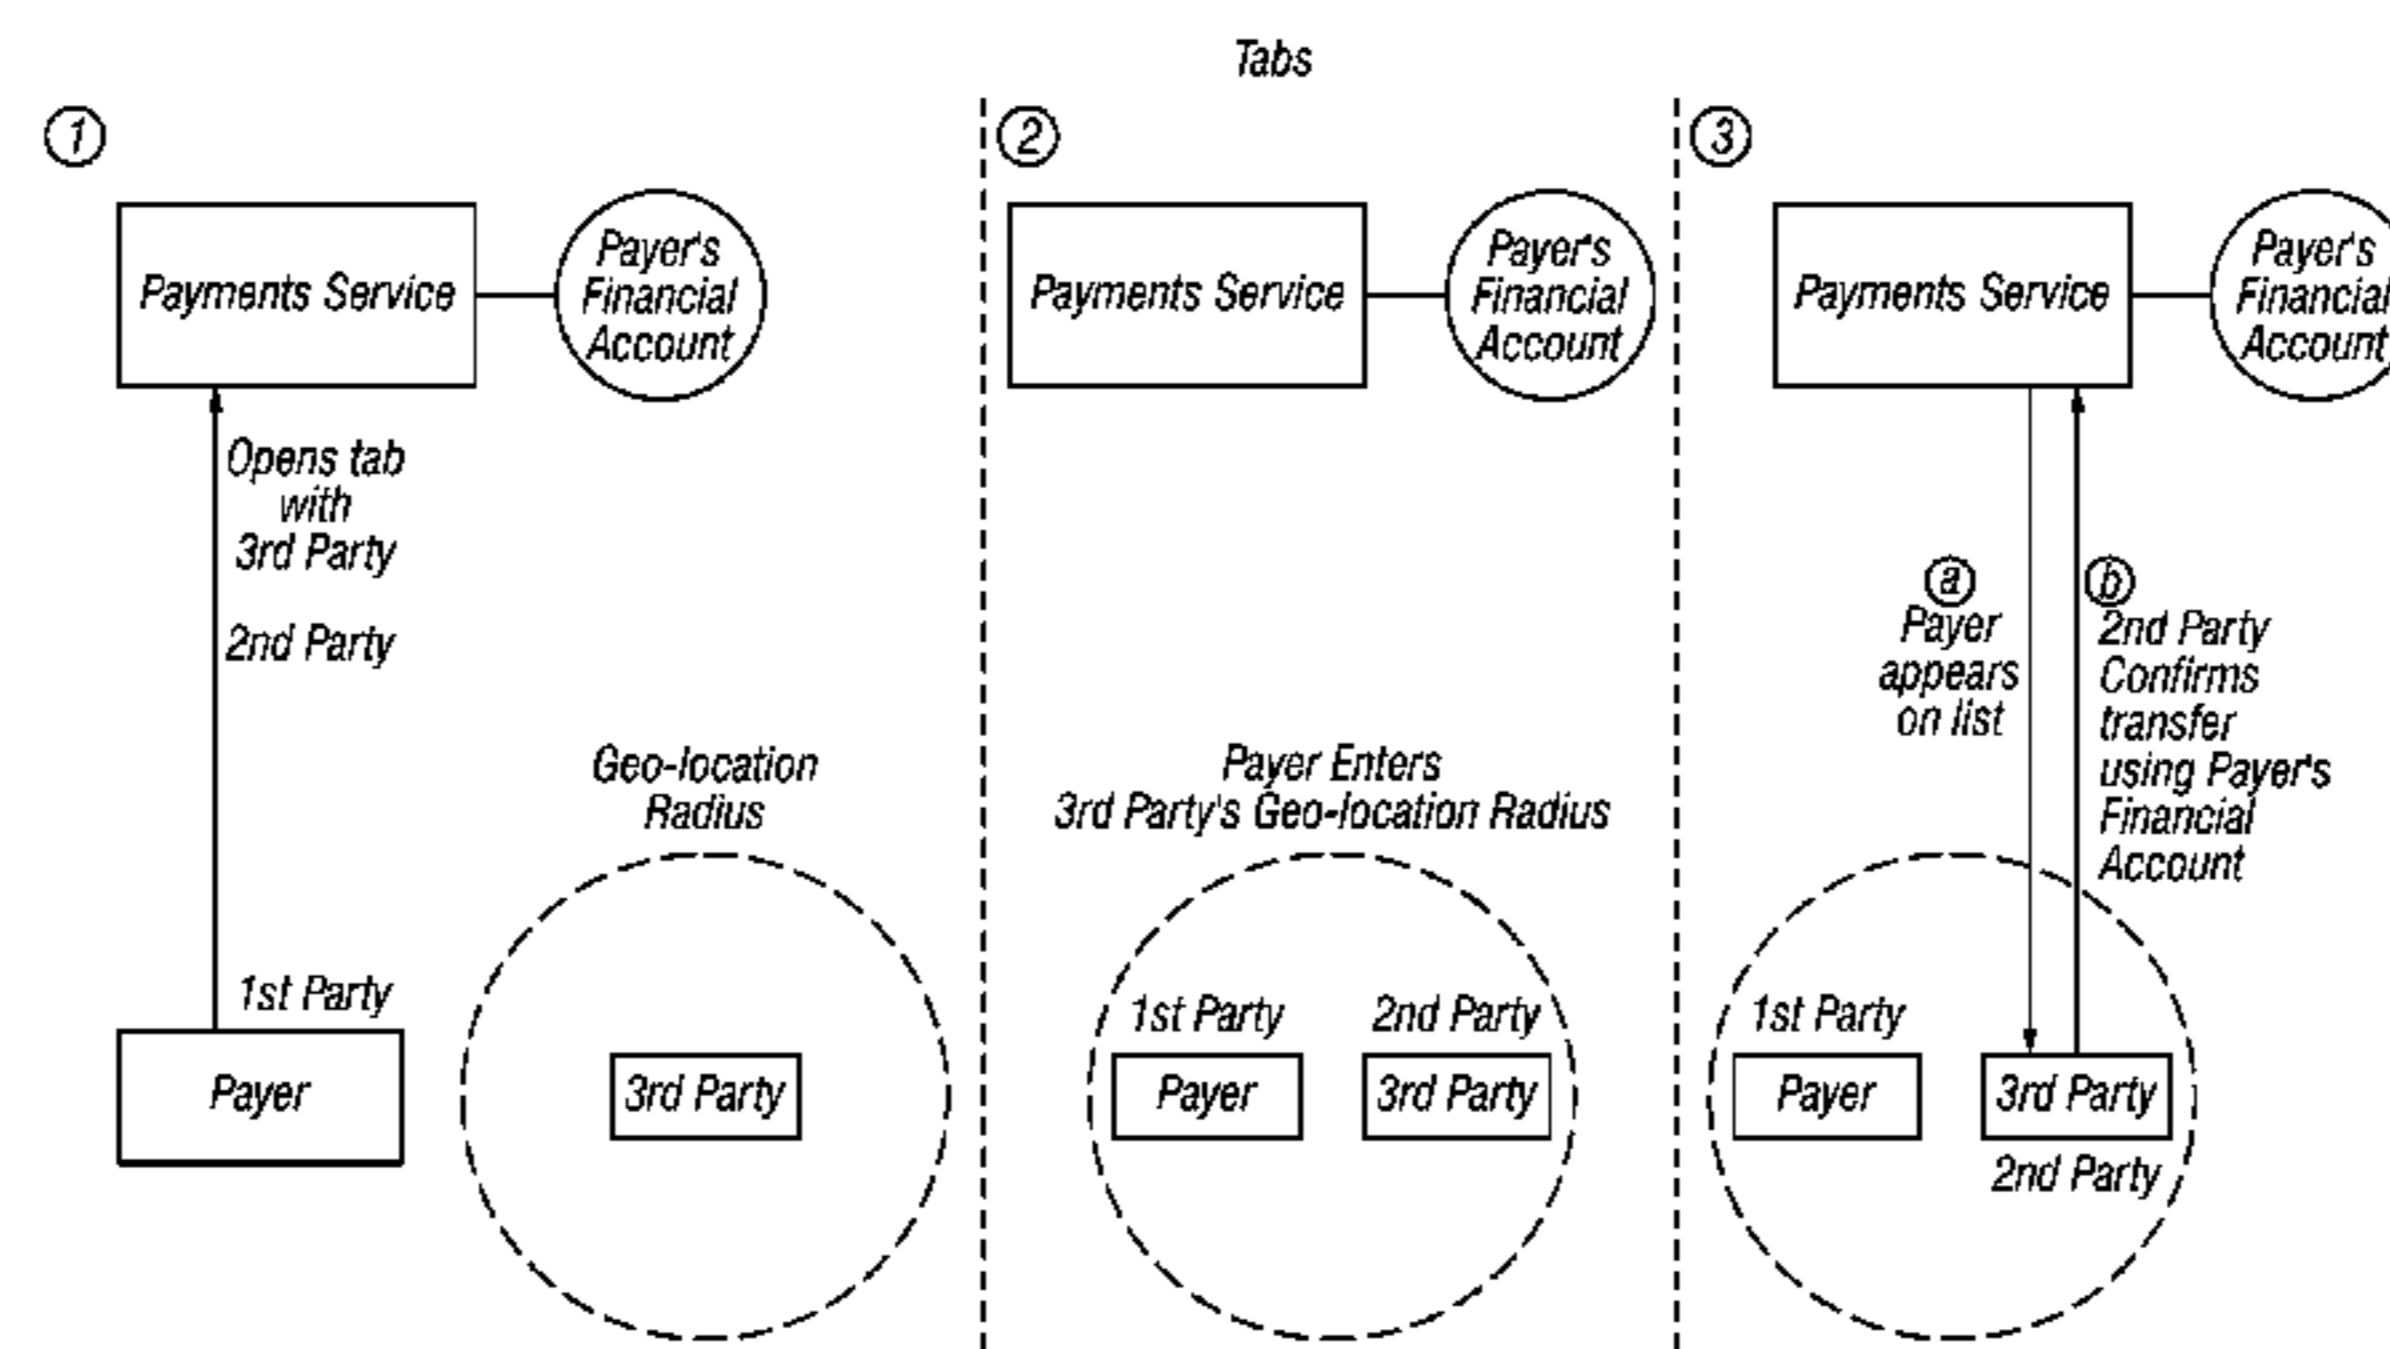 Tabs
1
Payments Service
Payer's
Financial
Account
Opens tab
with
3rd Party
2nd Party
Geo-location
Radius
1st Party
Payer
3rd Party
2
Payments Service
Payer's
Financial
Account
Payer Enters
3rd Party's Geo-location Radius
1st Party
2nd Party
Payer
3rd Party
3
Payments Service
Payer's
Financial
Account
a
Payer
appears
on list
b
2nd Party
Confirms
transfer
using Payer's
Financial
Account
1st Party
Payer
3rd Party
2nd Party